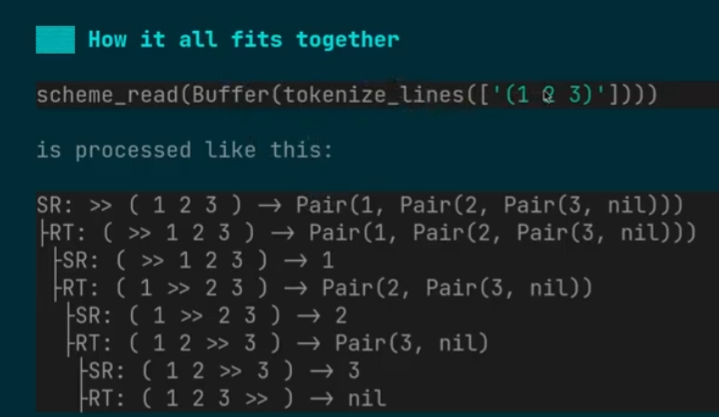 How it all fits together
scheme_read(Buffer(tokenize_lines(['(1 2 3)'])))
is processed like this:
SR: >> ( 1 2 3 ) → Pair(1, Pair(2, Pair(3, nil)))
├RT: ( >> 1 2 3 ) → Pair(1, Pair(2, Pair(3, nil)))
├SR: ( >> 1 2 3 ) → 1
├RT: ( 1 >> 2 3 ) → Pair(2, Pair(3, nil))
├SR: ( 1 >> 2 3 ) → 2
├RT: ( 1 2 >> 3 ) → Pair(3, nil)
├SR: ( 1 2 >> 3 ) → 3
├RT: ( 1 2 3 >> ) → nil